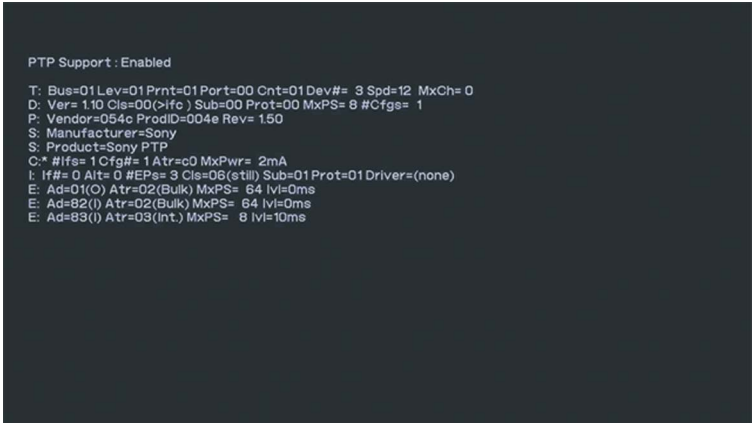 PTP Support : Enabled
T: Bus=01 Lev=01 Prnt=01 Port=00 Cnt=01 Dev#= 3 Spd=12 MxCh= 0
D: Ver= 1.10 Cls=00(>ifc ) Sub=00 Prot=00 MxPS= 8 #Cfgs= 1
P: Vendor=054c ProdID=004e Rev= 1.50
S: Manufacturer=Sony
S: Product=Sony PTP
C:* #Ifs= 1 Cfg#= 1 Atr=c0 MxPwr= 2mA
I: If#= 0 Alt= 0 #EPs= 3 Cls=06(still) Sub=01 Prot=01 Driver=(none)
E: Ad=01(O) Atr=02(Bulk) MxPS= 64 Ivl=0ms
E: Ad=82(I) Atr=02(Bulk) MxPS= 64 Ivl=0ms
E: Ad=83(I) Atr=03(Int.) MxPS= 8 Ivl=10ms